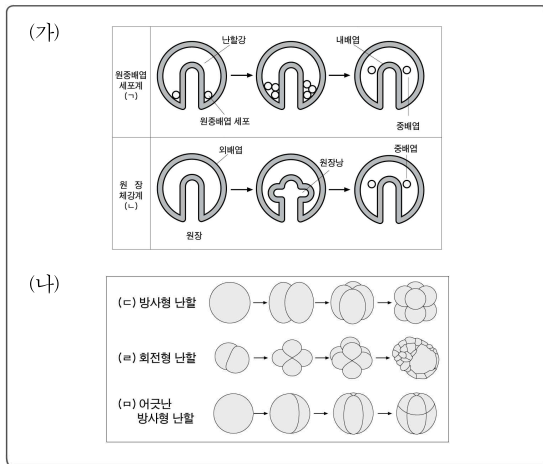 (가)
난할강
내배엽
원중배엽
세포계
(ㄱ)
원중배엽 세포
중배엽
외배엽
원장낭
중배엽
원 장
체강계
(ㄴ)
원장
(나)
(ㄷ) 방사형 난할
(ㄹ) 회전형 난할
(ㅁ) 어긋난
방사형 난할